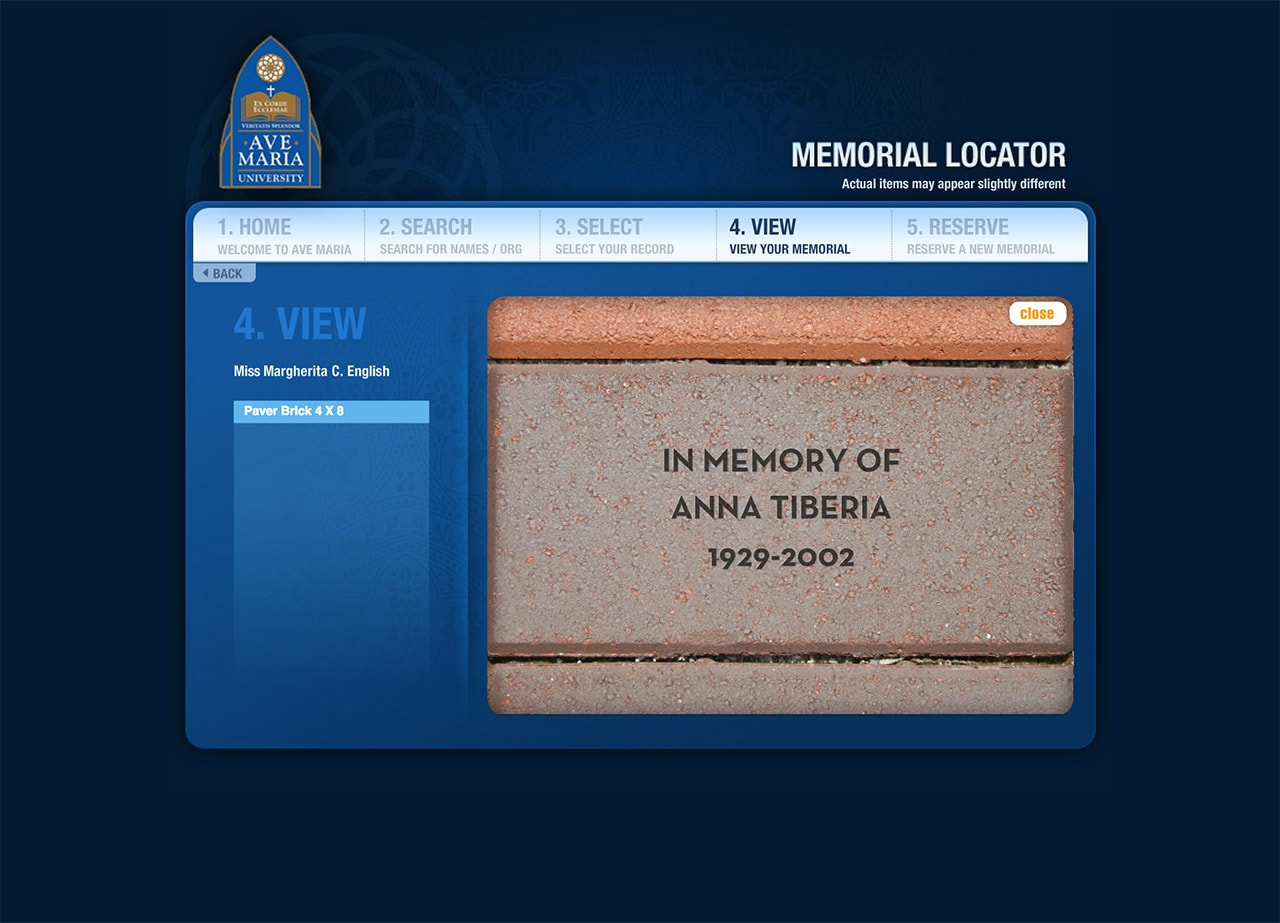 EX CORDE
ECCLESIAE
VERITATIS SPLENDOR
AVE
MARIA
UNIVERSITY
MEMORIAL LOCATOR
Actual items may appear slightly different
1. HOME
WELCOME TO AVE MARIA
2. SEARCH
SEARCH FOR NAMES / ORG
3. SELECT
SELECT YOUR RECORD
4. VIEW
VIEW YOUR MEMORIAL
5. RESERVE
RESERVE A NEW MEMORIAL
BACK
4. VIEW
Miss Margherita C. English
Paver Brick 4 X 8
close
IN MEMORY OF
ANNA TIBERIA
1929-2002